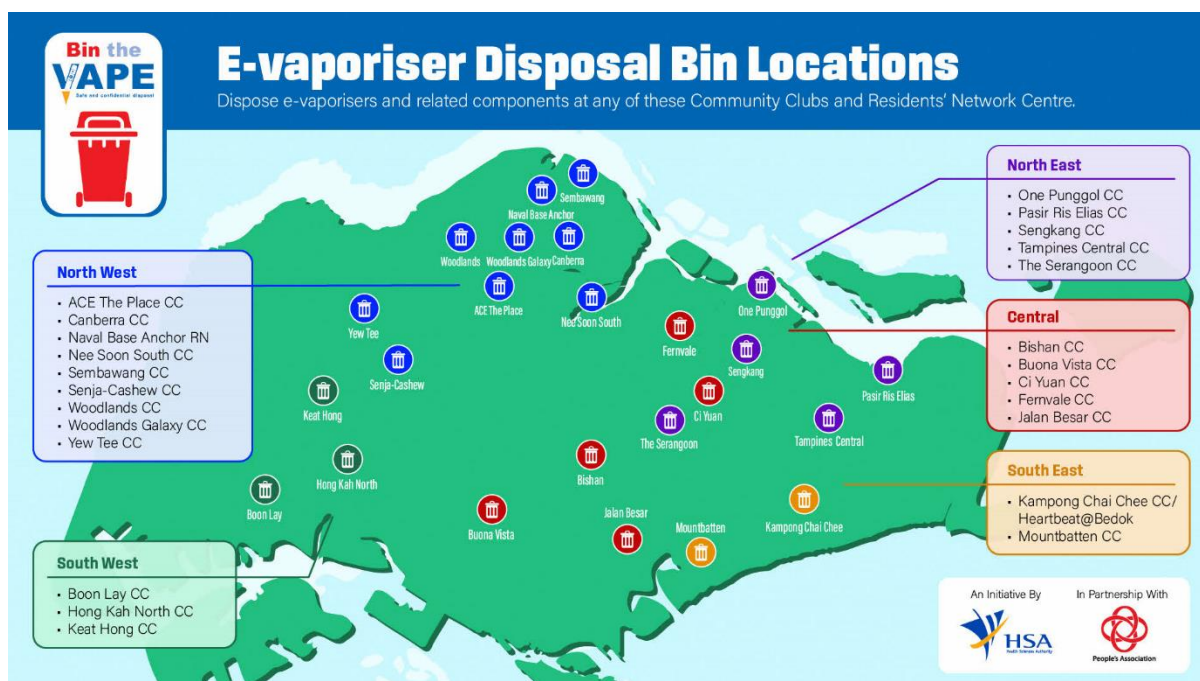 Bin the
VAPE
Safe and confidential disposal
E-vaporiser Disposal Bin Locations
Dispose e-vaporisers and related components at any of these Community Clubs and Residents' Network Centre.
North West
• ACE The Place CC
• Canberra CC
• Naval Base Anchor RN
• Nee Soon South CC
• Sembawang CC
• Senja-Cashew CC
• Woodlands CC
• Woodlands Galaxy CC
• Yew Tee CC
South West
• Boon Lay CC
• Hong Kah North CC
• Keat Hong CC
Sembawang
Naval Base Anchor
Woodlands
Woodlands Galaxy
Canberra
ACE The Place
Nee Soon South
Yew Tee
Senja-Cashew
Keat Hong
Hong Kah North
Boon Lay
One Punggol
Fernvale
Sengkang
Pasir Ris Elias
Ci Yuan
The Serangoon
Tampines Central
Bishan
Buona Vista
Jalan Besar
Mountbatten
Kampong Chai Chee
North East
• One Punggol CC
• Pasir Ris Elias CC
• Sengkang CC
• Tampines Central CC
• The Serangoon CC
Central
• Bishan CC
• Buona Vista CC
• Ci Yuan CC
• Fernvale CC
• Jalan Besar CC
South East
• Kampong Chai Chee CC/
Heartbeat@Bedok
• Mountbatten CC
An Initiative By
HSA
Health Sciences Authority
In Partnership With
People's Association